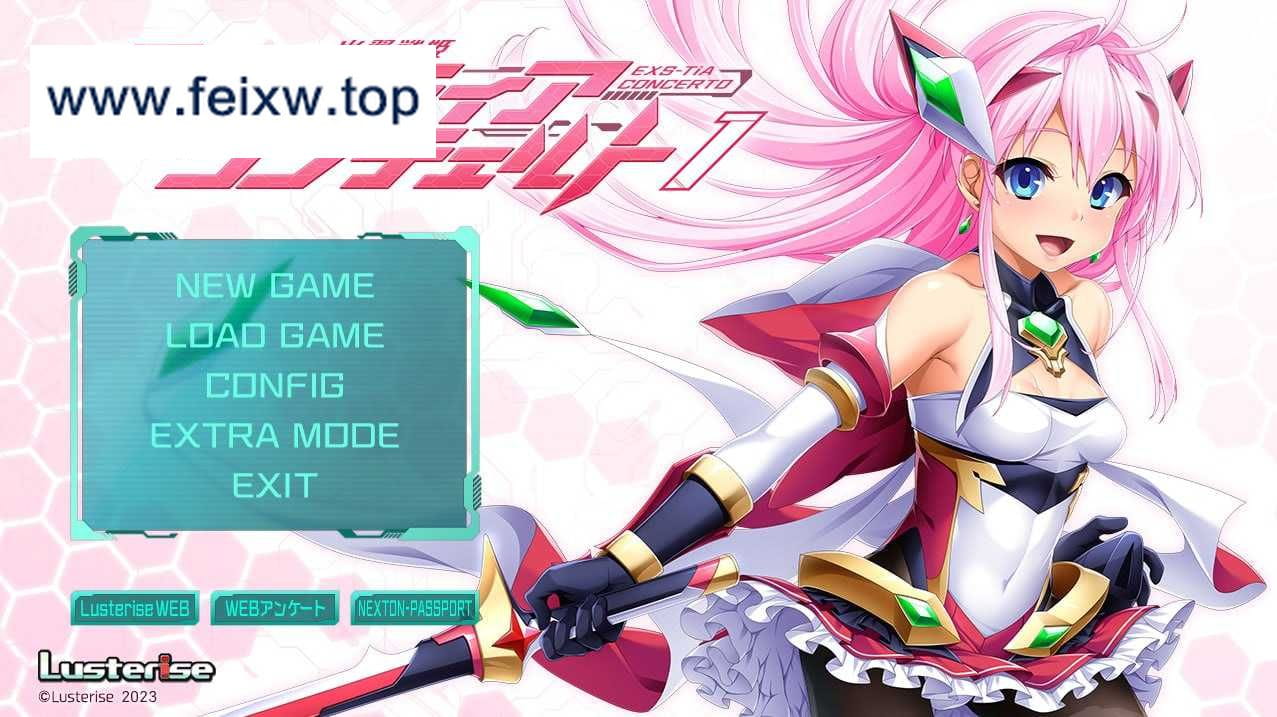 www.feixw.top
EXS-TiA
CONCERTO
1
NEW GAME
LOAD GAME
CONFIG
EXTRA MODE
EXIT
Lusterise WEB
WEBアンケート
NEXTON-PASSPORT
Lusterise
©Lusterise 2023